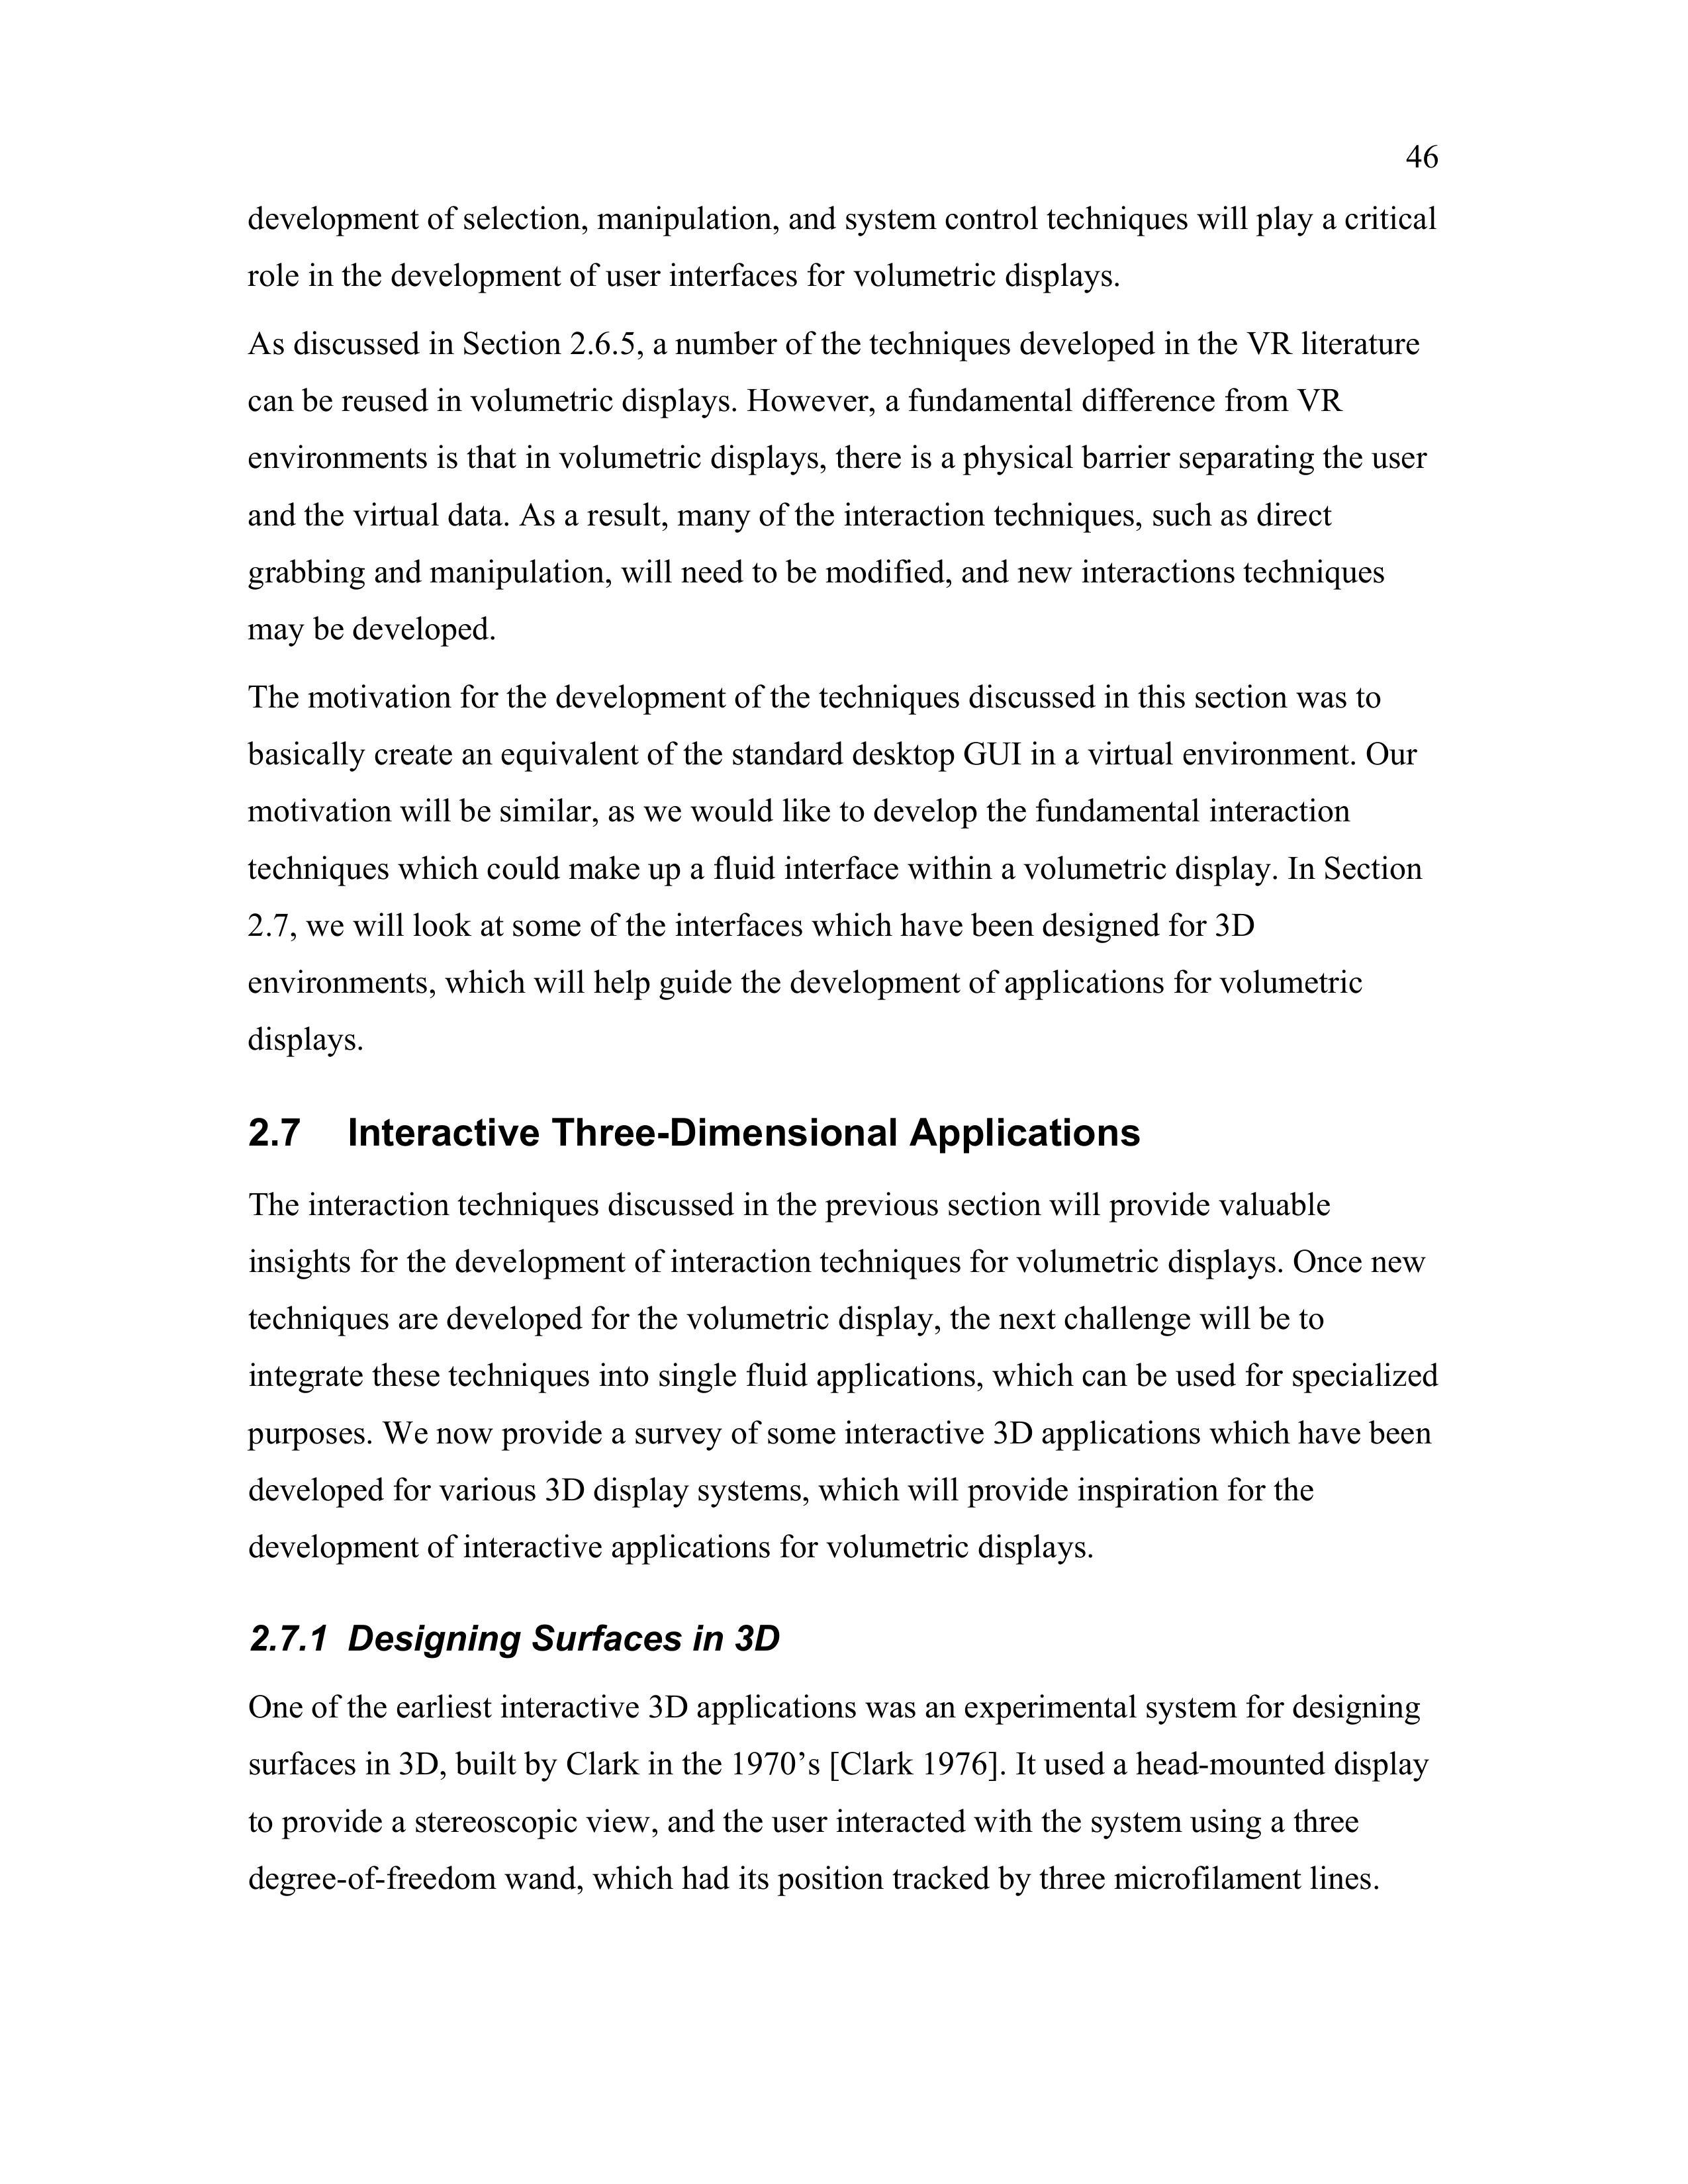 46
development of selection, manipulation, and system control techniques will play a critical
role in the development of user interfaces for volumetric displays.
As discussed in Section 2.6.5, a number of the techniques developed in the VR literature
can be reused in volumetric displays. However, a fundamental difference from VR
environments is that in volumetric displays, there is a physical barrier separating the user
and the virtual data. As a result, many of the interaction techniques, such as direct
grabbing and manipulation, will need to be modified, and new interactions techniques
may be developed.
The motivation for the development of the techniques discussed in this section was to
basically create an equivalent of the standard desktop GUI in a virtual environment. Our
motivation will be similar, as we would like to develop the fundamental interaction
techniques which could make up a fluid interface within a volumetric display. In Section
2.7, we will look at some of the interfaces which have been designed for 3D
environments, which will help guide the development of applications for volumetric
displays.
2.7 Interactive Three-Dimensional Applications
The interaction techniques discussed in the previous section will provide valuable
insights for the development of interaction techniques for volumetric displays. Once new
techniques are developed for the volumetric display, the next challenge will be to
integrate these techniques into single fluid applications, which can be used for specialized
purposes. We now provide a survey of some interactive 3D applications which have been
developed for various 3D display systems, which will provide inspiration for the
development of interactive applications for volumetric displays.
2.7.1 Designing Surfaces in 3D
One of the earliest interactive 3D applications was an experimental system for designing
surfaces in 3D, built by Clark in the 1970’s [Clark 1976]. It used a head-mounted display
to provide a stereoscopic view, and the user interacted with the system using a three
degree-of-freedom wand, which had its position tracked by three microfilament lines.